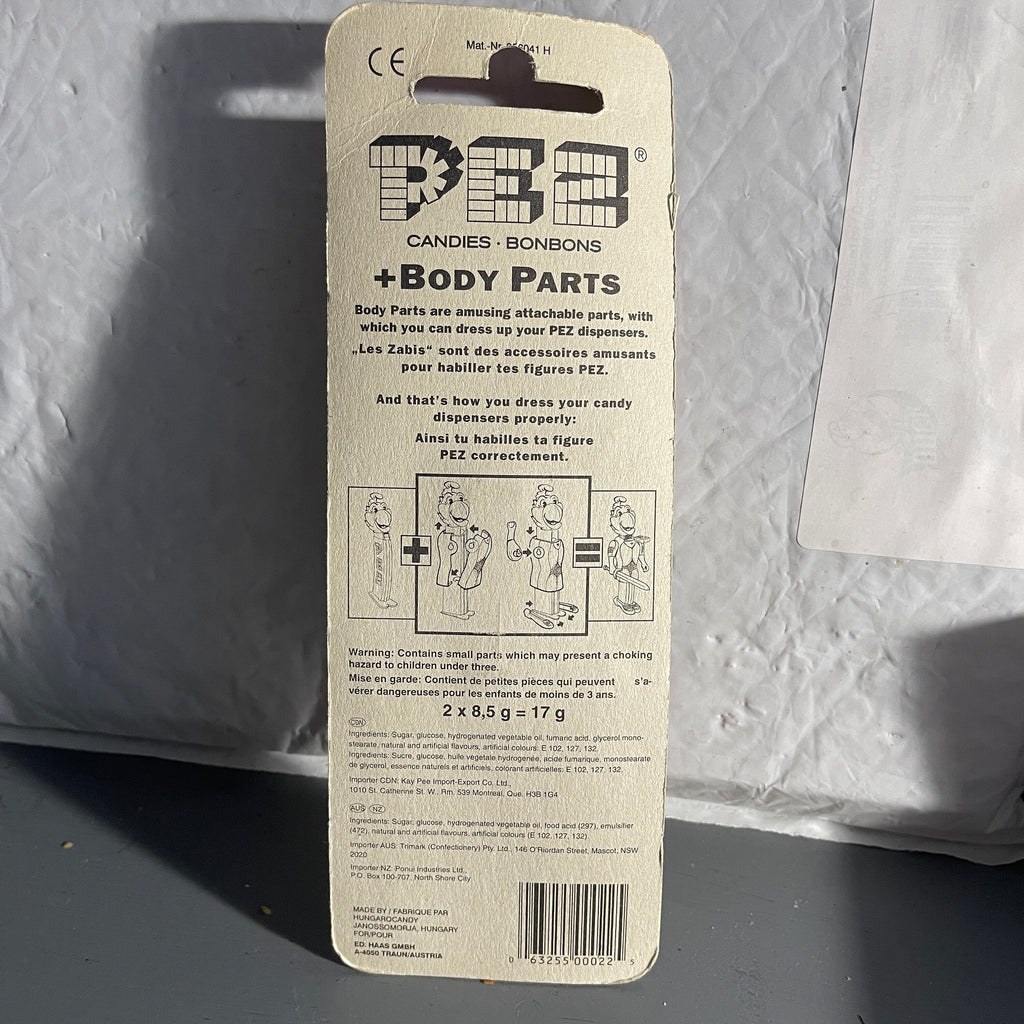 CE
Mat.-Nr. 041 H
PEZ®
CANDIES · BONBONS
+BODY PARTS
Body Parts are amusing attachable parts, with
which you can dress up your PEZ dispensers.
„Les Zabis“ sont des accessoires amusants
pour habiller tes figures PEZ.
And that's how you dress your candy
dispensers properly:
Ainsi tu habilles ta figure
PEZ correctement.
Warning: Contains small parts which may present a choking
hazard to children under three.
Mise en garde: Contient de petites pièces qui peuvent s'a-
vérer dangereuses pour les enfants de moins de 3 ans.
2 x 8,5 g = 17 g
CDN
Ingredients: Sugar, glucose, hydrogenated vegetable oil, fumaric acid, glycerol mono-
stearate, natural and artificial flavours, artificial colours: E 102, 127, 132.
Ingredients: Sucre, glucose, huile vegetale hydrogenée, acide fumarique, monostearate
de glycerol, essence naturels et artificiels, colorant artificielles: E 102, 127, 132.
Importer CDN: Kay Pee Import-Export Co. Ltd.,
1010 St. Catherine St. W., Rm. 539 Montreal, Que. H3B 1G4
AUS NZ
Ingredients: Sugar, glucose, hydrogenated vegetable oil, food acid (297), emulsifier
(472), natural and artificial flavours, artificial colours (E 102, 127, 132).
Importer AUS: Trimark (Confectionery) Pty. Ltd., 146 O'Riordan Street, Mascot, NSW
2020
Importer NZ: Ponui Industries Ltd.,
P.O. Box 100-707, North Shore City
MADE BY / FABRIQUE PAR
HUNGAROCANDY
JANOSSOMORJA, HUNGARY
FOR/POUR
ED. HAAS GMBH
A-4050 TRAUN/AUSTRIA
0 63255 00022 5